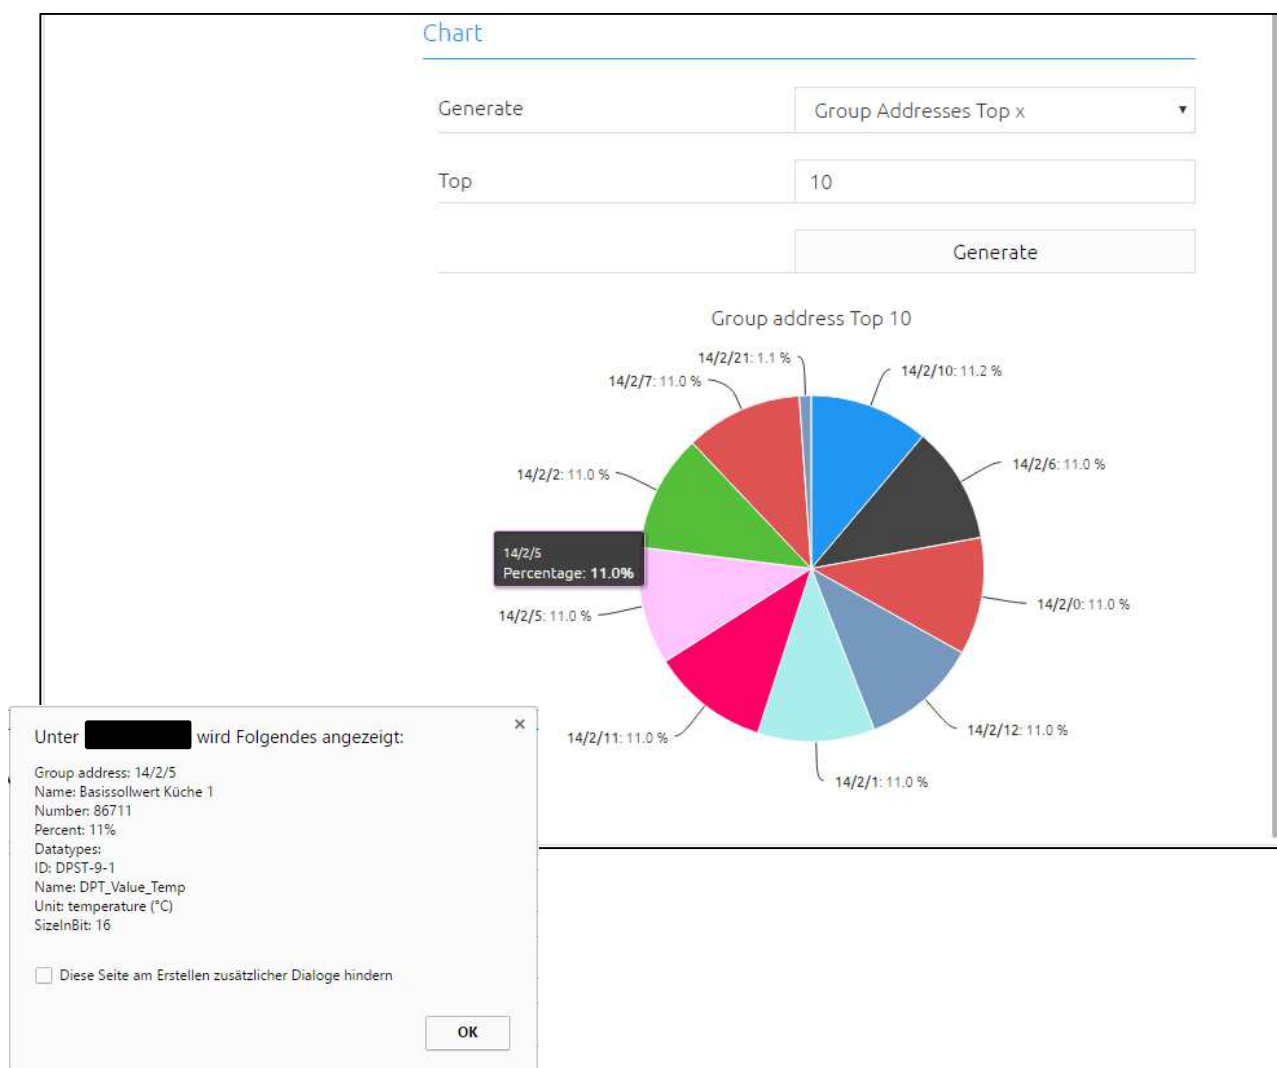 Chart
Generate
Group Addresses Top x
Top
10
Generate
Group address Top 10
14/2/21: 1.1 %
14/2/10: 11.2 %
14/2/7: 11.0 %
14/2/6: 11.0 %
14/2/2: 11.0 %
14/2/5
Percentage: 11.0%
14/2/0: 11.0 %
14/2/5: 11.0 %
14/2/12: 11.0 %
14/2/11: 11.0 %
14/2/1: 11.0 %
Unter wird Folgendes angezeigt:
×
Group address: 14/2/5
Name: Basissollwert Küche 1
Number: 86711
Percent: 11%
Datatypes:
ID: DPST-9-1
Name: DPT_Value_Temp
Unit: temperature (°C)
SizeInBit: 16
Diese Seite am Erstellen zusätzlicher Dialoge hindern
OK